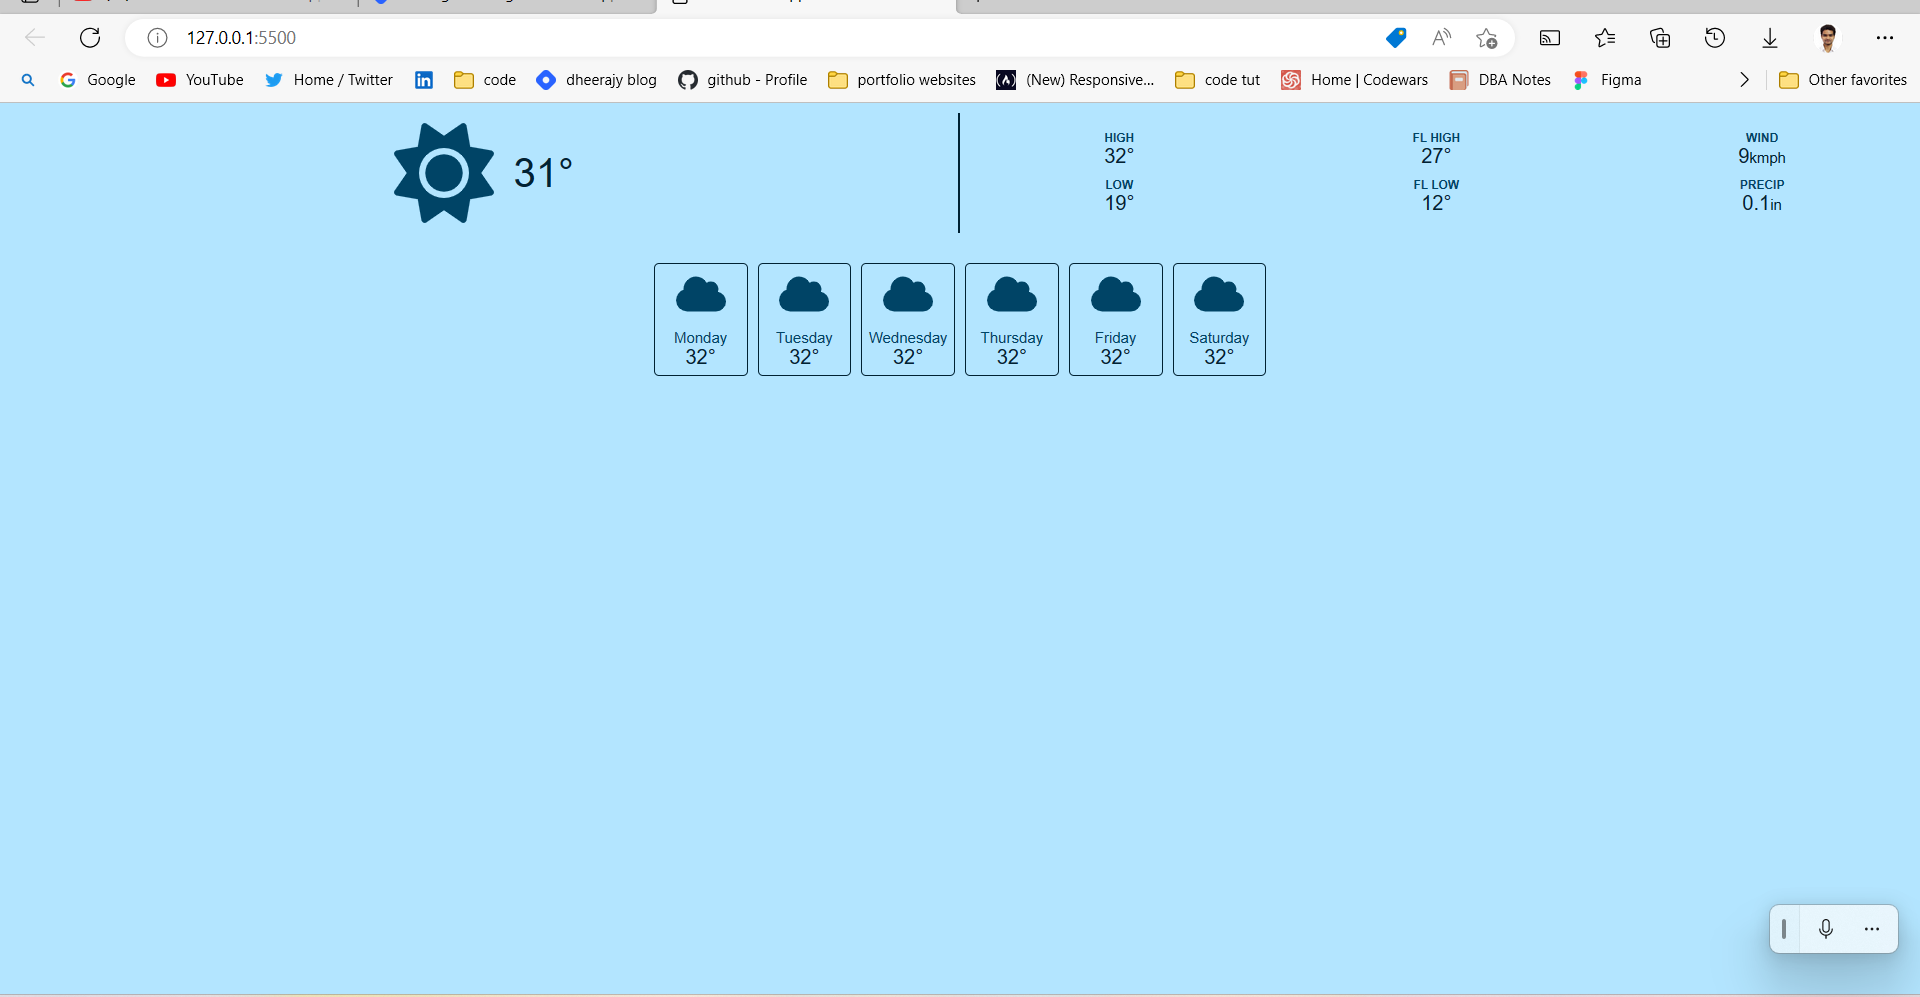 127.0.0.1:5500
Google YouTube Home / Twitter code dheerajy blog github - Profile portfolio websites (New) Responsive... code tut Home | Codewars DBA Notes Figma Other favorites
31°
HIGH FL HIGH WIND
32° 27° 9kmph
LOW FL LOW PRECIP
19° 12° 0.1in
Monday Tuesday Wednesday Thursday Friday Saturday
32° 32° 32° 32° 32° 32°